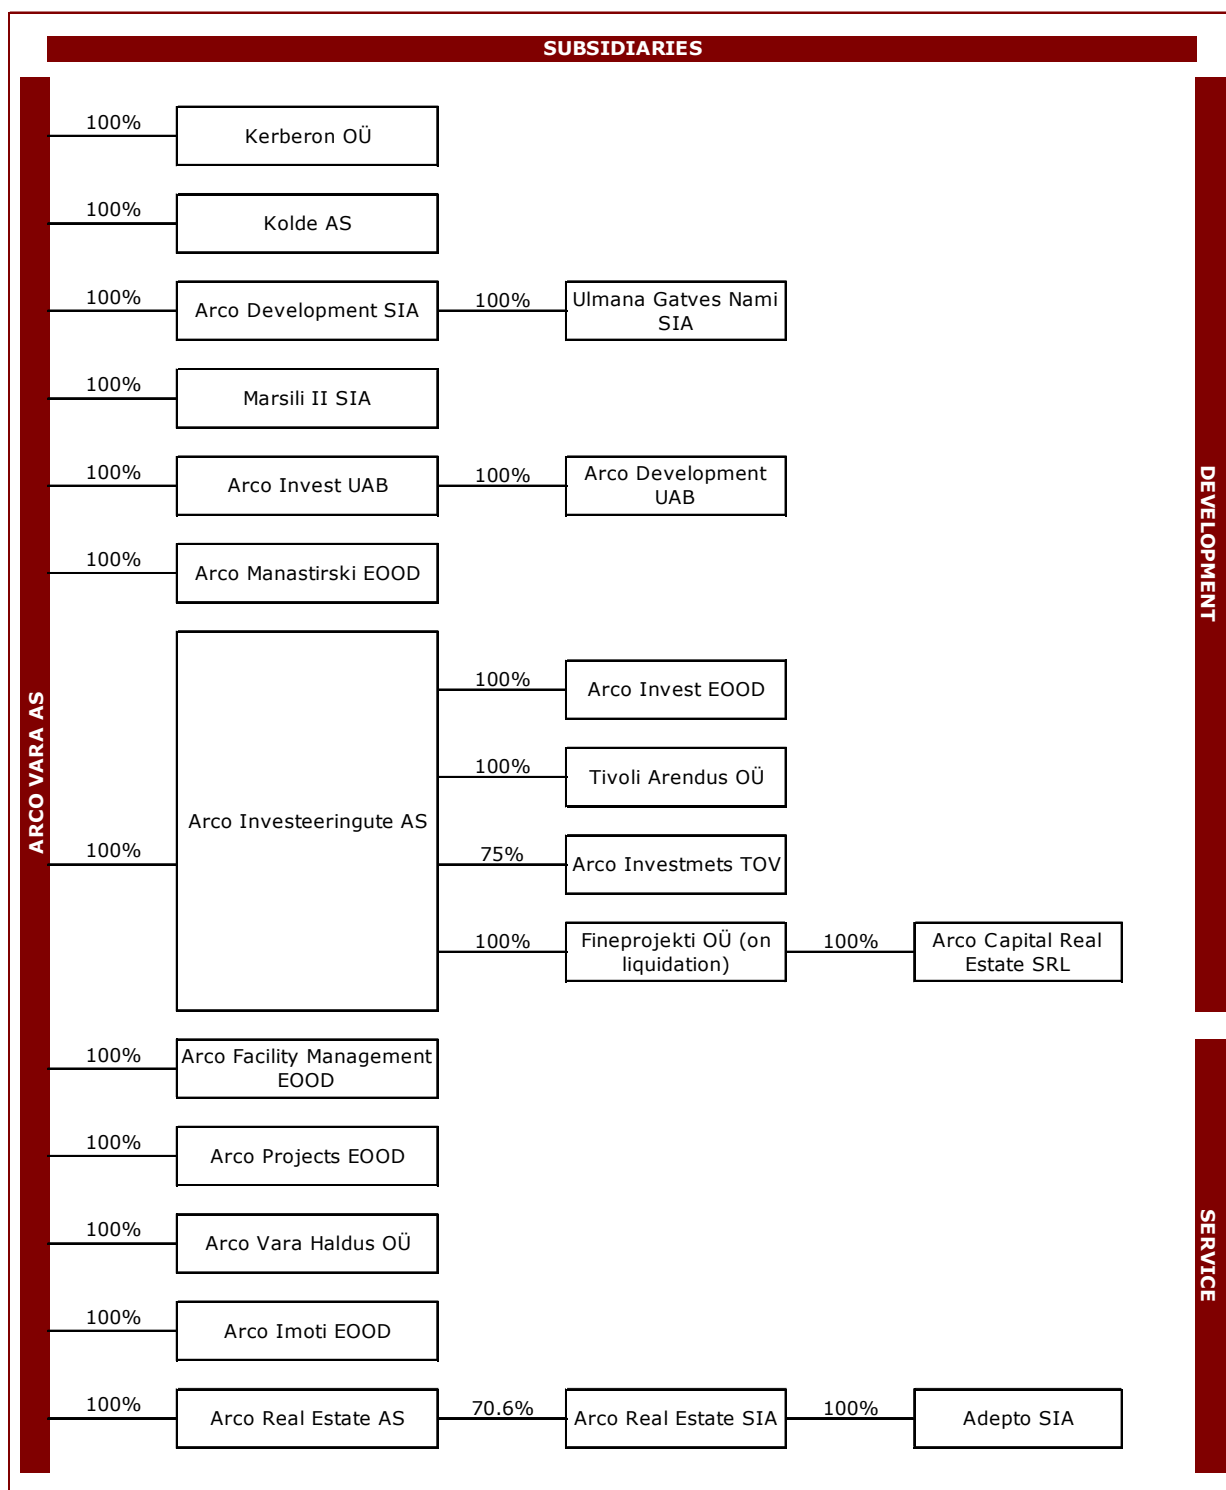 SUBSIDIARIES
ARCO VARA AS
DEVELOPMENT
100%
Kerberon OÜ
100%
Kolde AS
100%
Arco Development SIA
100%
Ulmana Gatves Nami
SIA
100%
Marsili II SIA
100%
Arco Invest UAB
100%
Arco Development
UAB
100%
Arco Manastirski EOOD
100%
Arco Investeeringute AS
100%
Arco Invest EOOD
100%
Tivoli Arendus OÜ
75%
Arco Investmets TOV
100%
Fineprojekti OÜ (on
liquidation)
100%
Arco Capital Real
Estate SRL
SERVICE
100%
Arco Facility Management
EOOD
100%
Arco Projects EOOD
100%
Arco Vara Haldus OÜ
100%
Arco Imoti EOOD
100%
Arco Real Estate AS
70.6%
Arco Real Estate SIA
100%
Adepto SIA